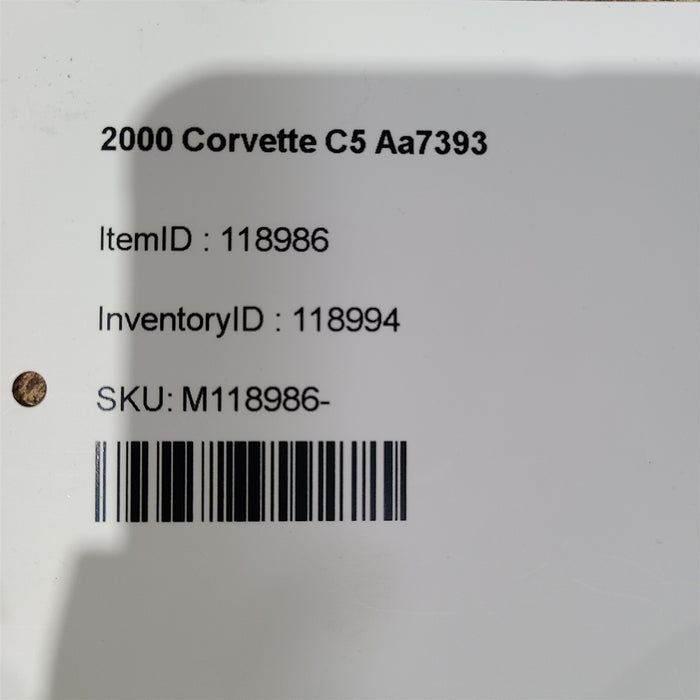 2000 Corvette C5 Aa7393
ItemID : 118986
InventoryID : 118994
SKU: M118986-